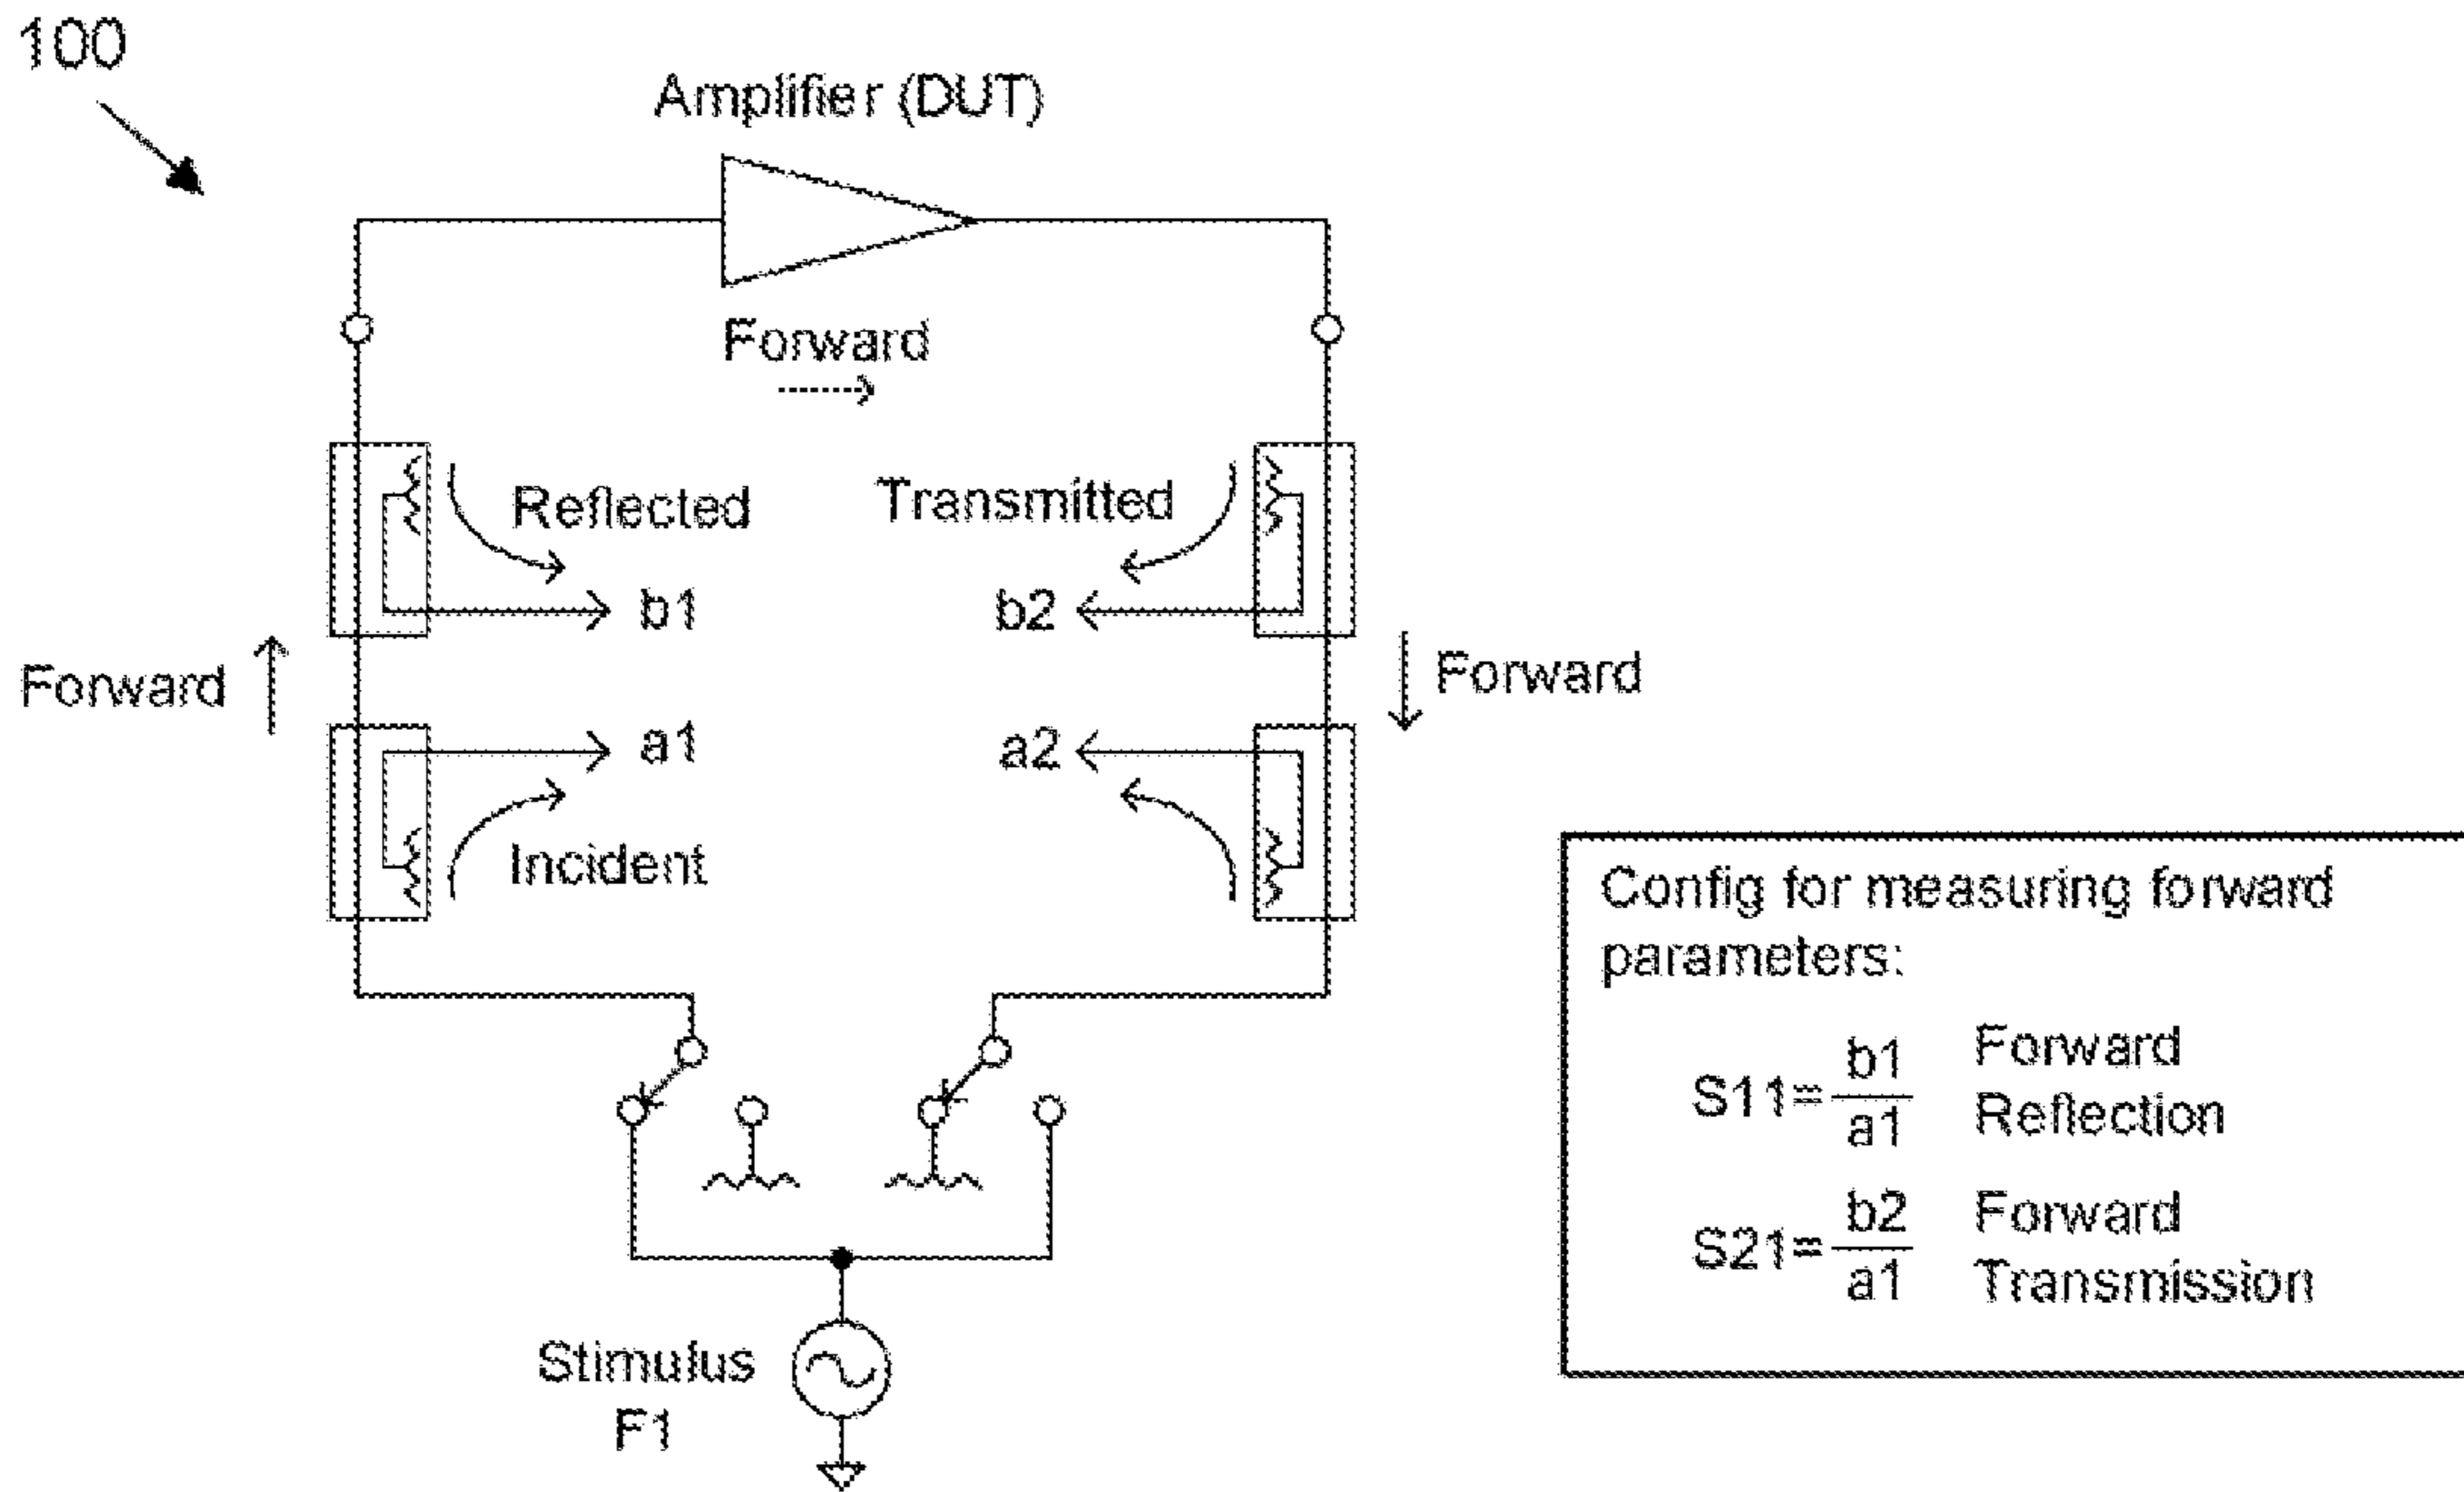 100
Amplifier (DUT)
Forward
Reflected
Transmitted
b1
b2
Forward
Forward
a1
a2
Incident
Config for measuring forward
parameters:
S11=b1/a1 Forward
Reflection
S21=b2/a1 Forward
Transmission
Stimulus
F1